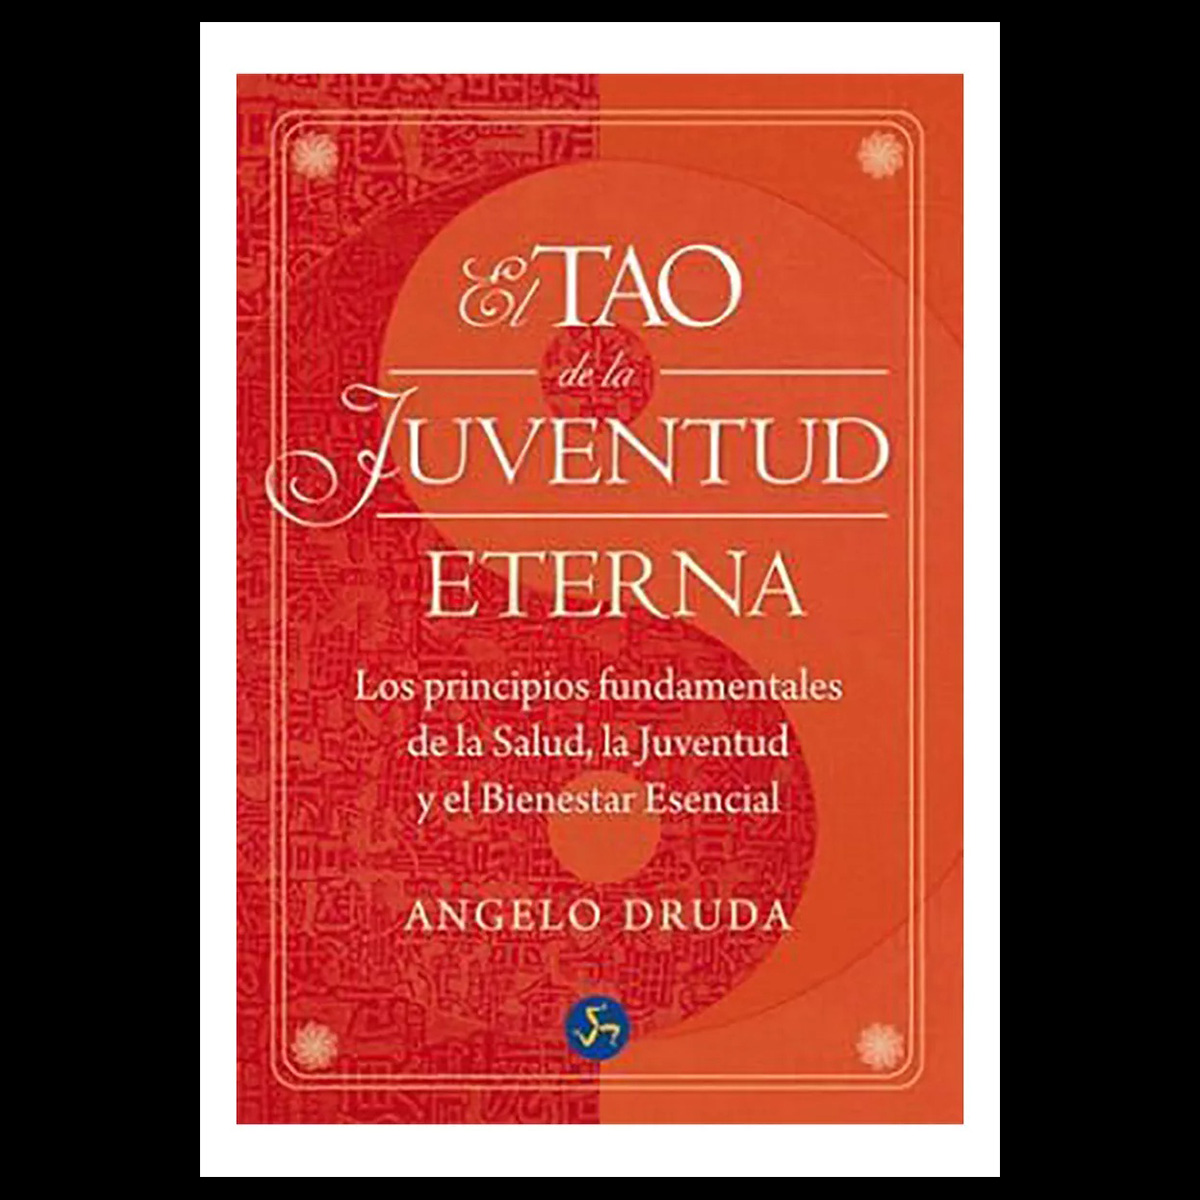 El TAO
de la
JUVENTUD
ETERNA
Los principios fundamentales
de la Salud, la Juventud
y el Bienestar Esencial
ANGELO DRUDA